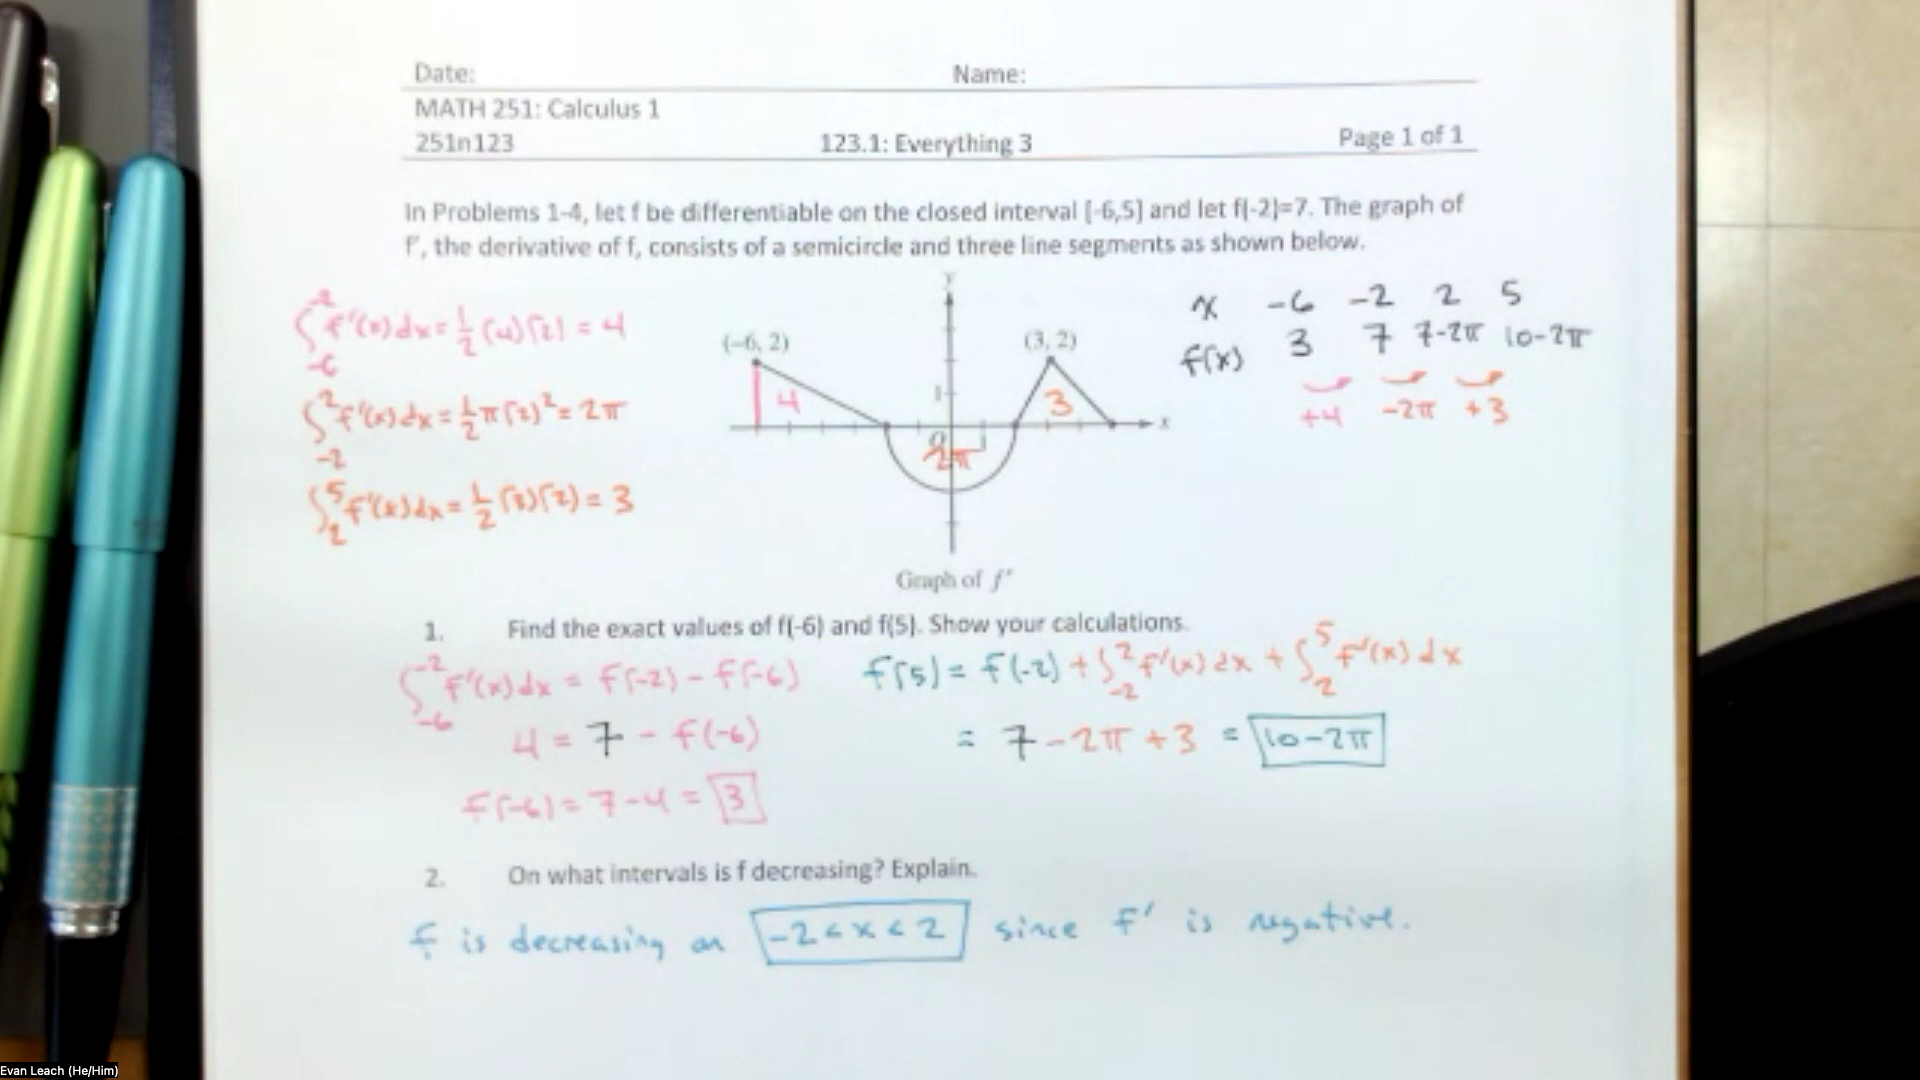 Date: Name:
MATH 251: Calculus 1
251n123 123.1: Everything 3 Page 1 of 1
In Problems 1-4, let f be differentiable on the closed interval [-6,5] and let f(-2)=7. The graph of
f', the derivative of f, consists of a semicircle and three line segments as shown below.
∫_{-6}^{-2} f'(x)dx = 1/2 (4)(2) = 4
∫_{-2}^{2} f'(x)dx = 1/2 π(2)² = 2π
∫_{2}^{5} f'(x)dx = 1/2 (3)(2) = 3
y
(-6, 2) (3, 2)
4 1 3
O 1 x
2π
Graph of f'
x -6 -2 2 5
f(x) 3 7 7-2π 10-2π
+4 -2π +3
1. Find the exact values of f(-6) and f(5). Show your calculations.
∫_{-6}^{-2} f'(x)dx = f(-2) - f(-6)
4 = 7 - f(-6)
f(-6) = 7-4 = 3
f(5) = f(-2) + ∫_{-2}^{2} f'(x)dx + ∫_{2}^{5} f'(x)dx
= 7 - 2π + 3 = 10-2π
2. On what intervals is f decreasing? Explain.
f is decreasing on -2<x<2 since f' is negative.
Evan Leach (He/Him)